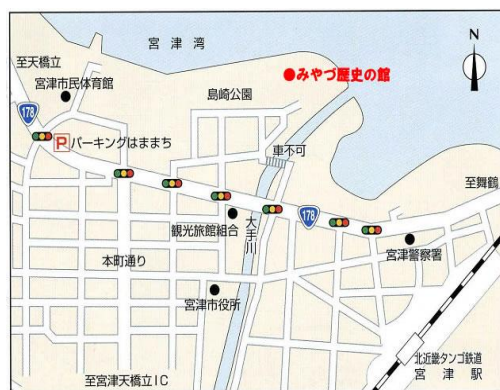 宮津湾
N
至天橋立
宮津市民体育館
●みやづ歴史の館
島崎公園
178
P パーキングはままち
車不可
至舞鶴
178
観光旅館組合
大手川
宮津警察署
本町通り
宮津市役所
北近畿タンゴ鉄道
宮津駅
至宮津天橋立IC